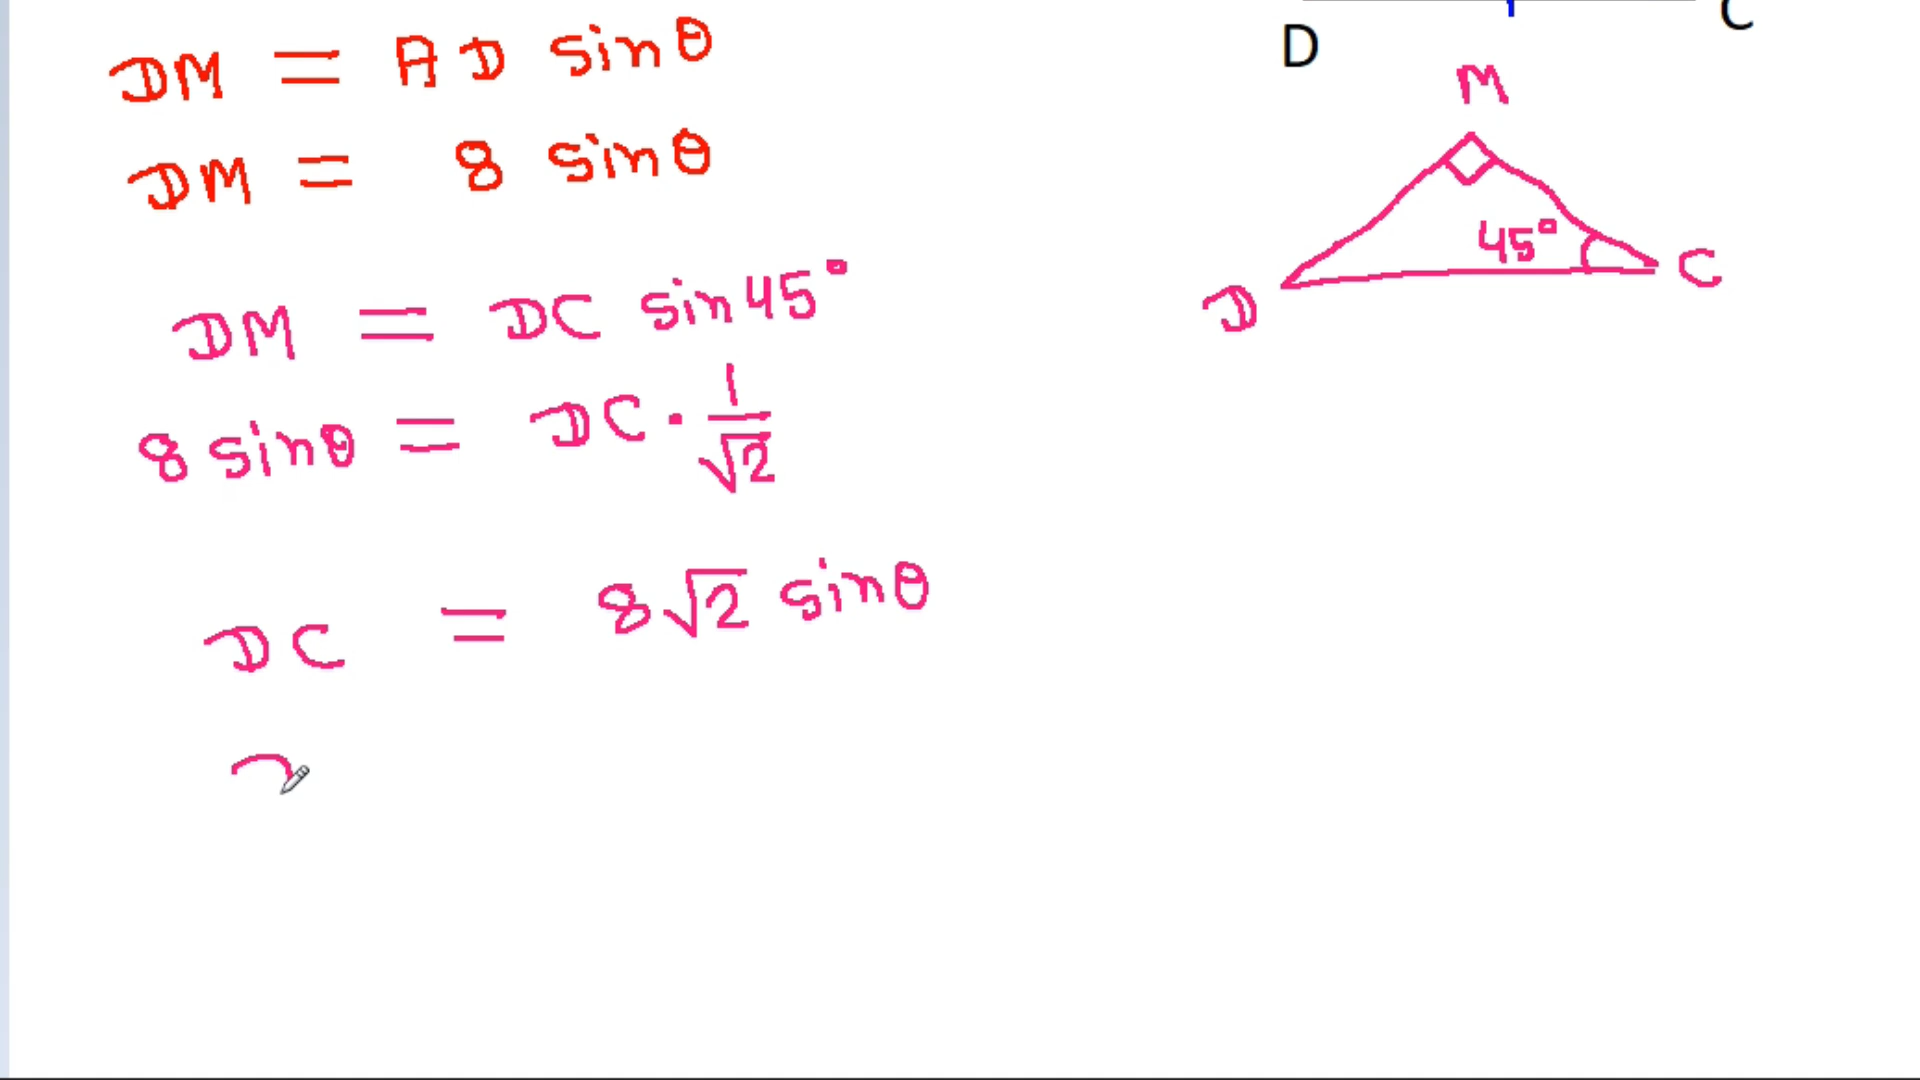 DM = AD sinθ
DM = 8 sinθ
DM = DC sin45°
8 sinθ = DC · 1/√2
DC = 8√2 sinθ
C
D
M
45°
D
C